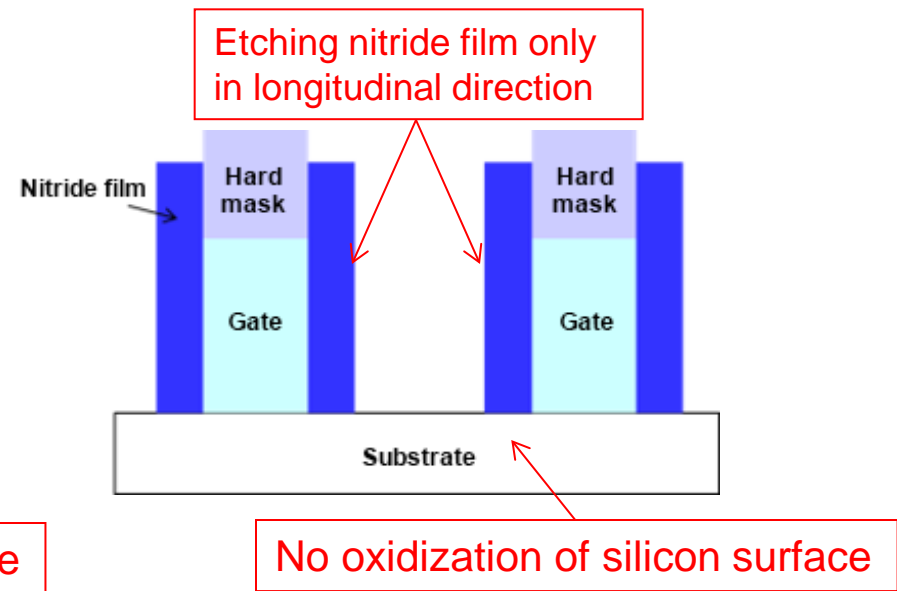 Etching nitride film only
in longitudinal direction
Nitride film
Hard
mask
Hard
mask
Gate
Gate
Substrate
e
No oxidization of silicon surface